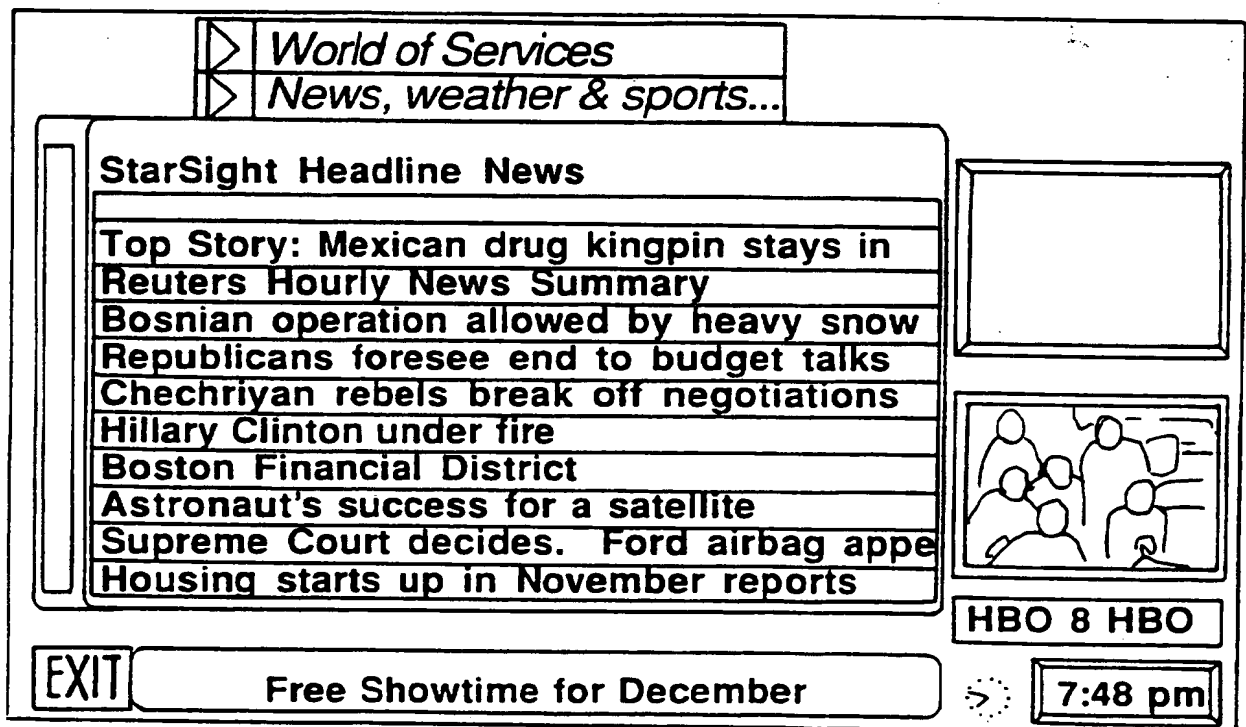 World of Services
News, weather & sports...
StarSight Headline News
Top Story: Mexican drug kingpin stays in
Reuters Hourly News Summary
Bosnian operation allowed by heavy snow
Republicans foresee end to budget talks
Chechriyan rebels break off negotiations
Hillary Clinton under fire
Boston Financial District
Astronaut's success for a satellite
Supreme Court decides. Ford airbag appe
Housing starts up in November reports
HBO 8 HBO
EXIT
Free Showtime for December
7:48 pm